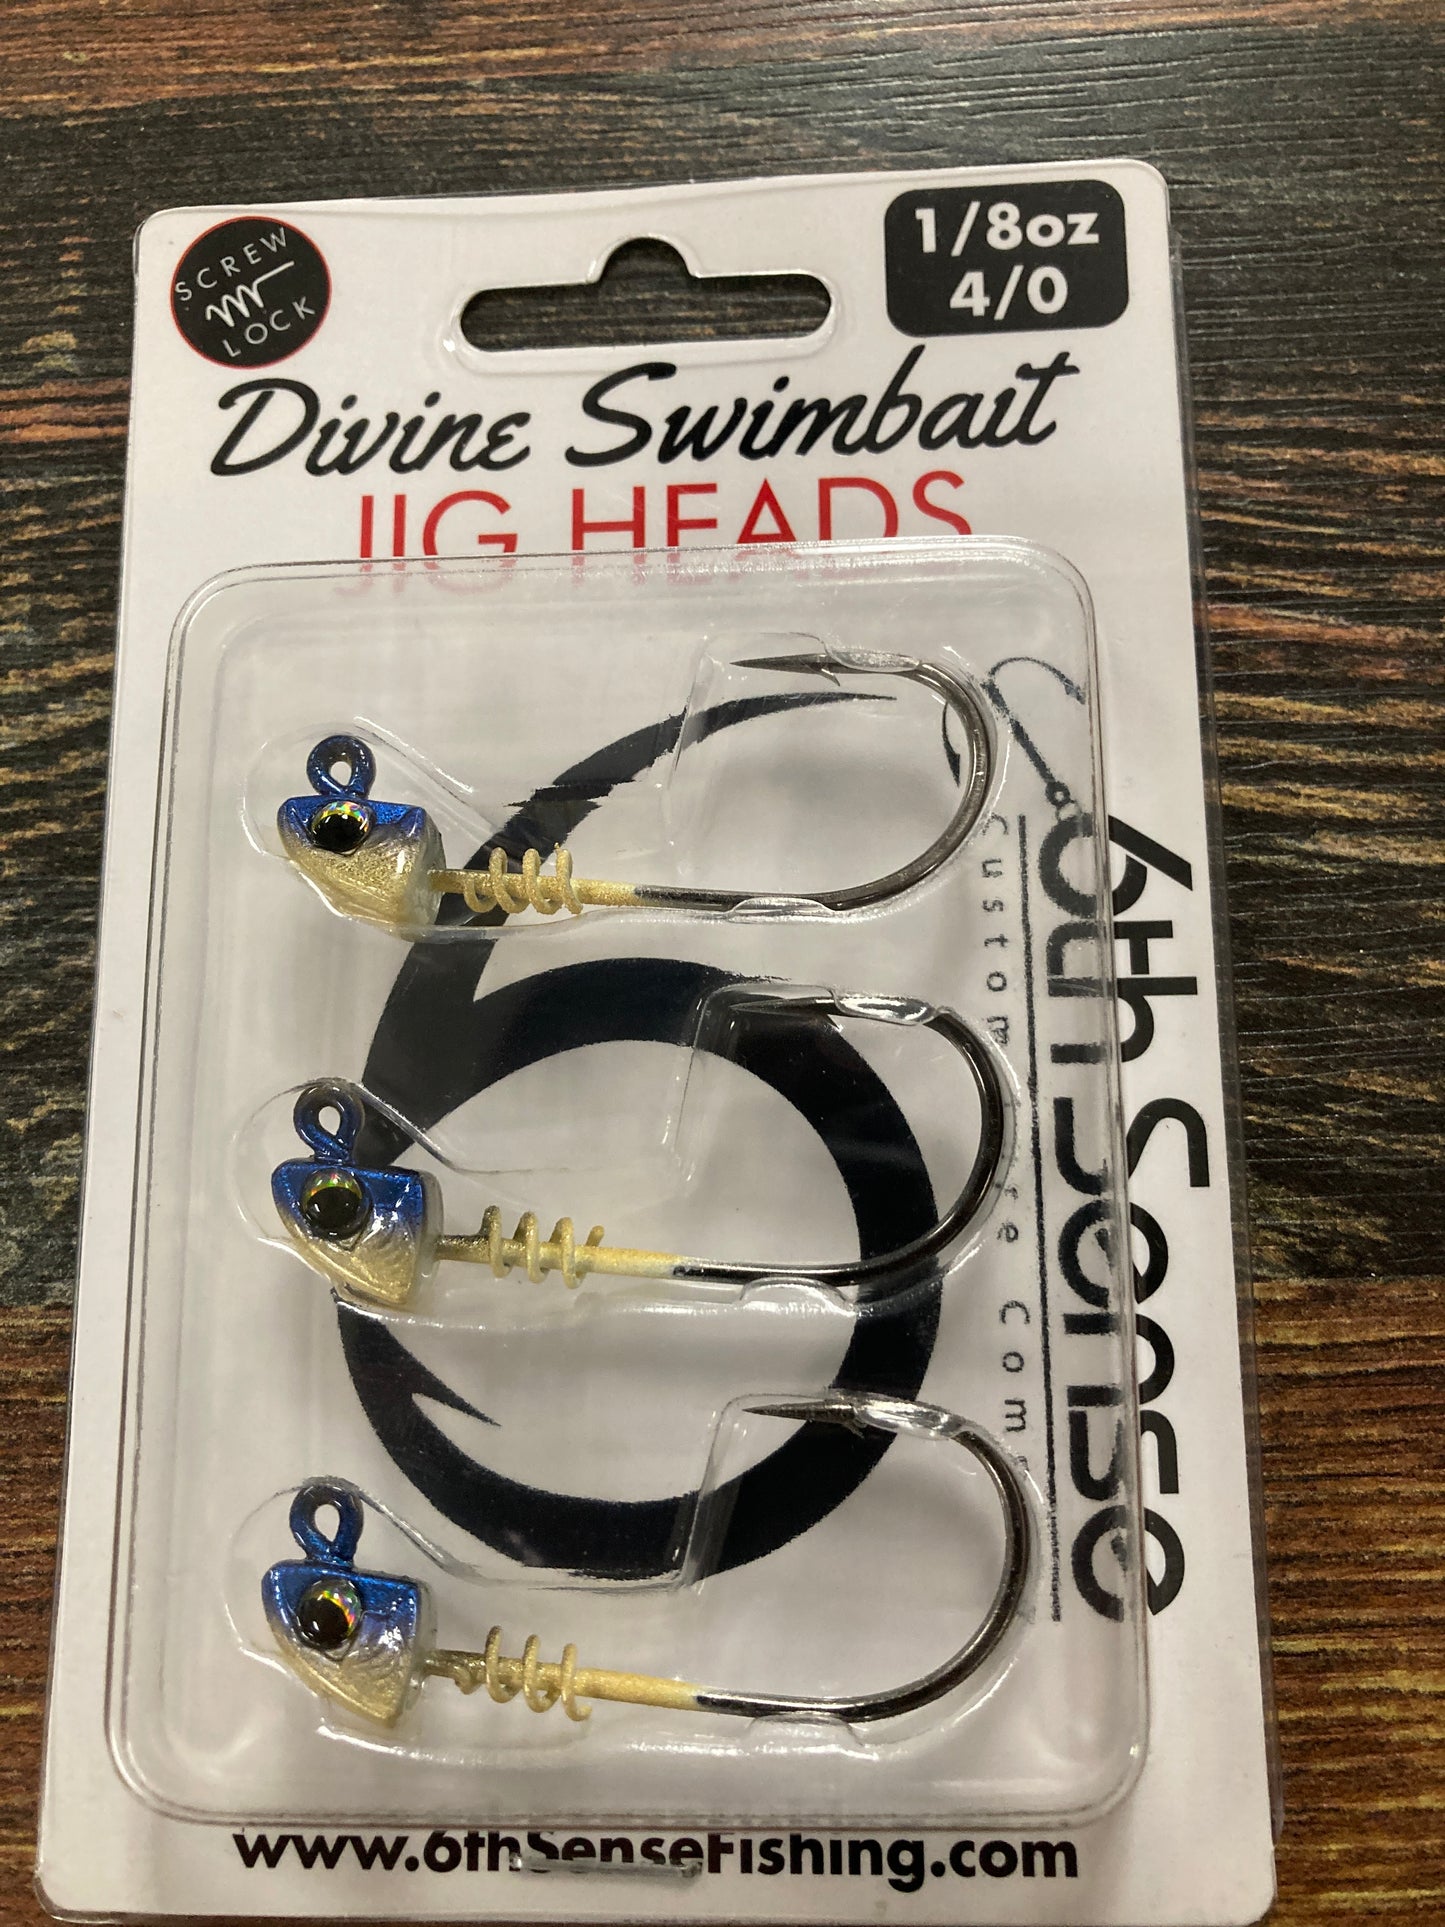 SCREW
LOCK
1/8oz
4/0
Divine Swimbait
JIG HEADS
6th Sense
Custom
www.6thSenseFishing.com